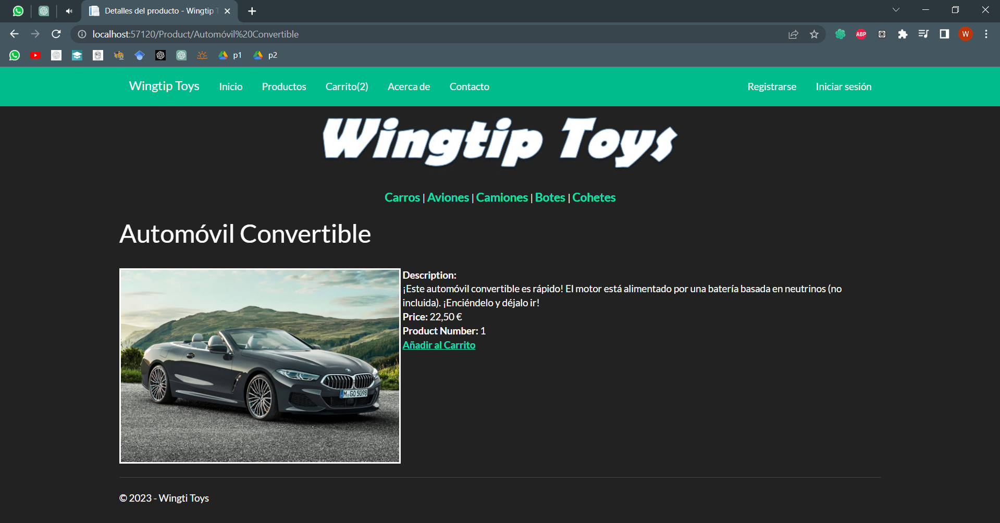 Detalles del producto - Wingtip T
localhost:57120/Product/Automóvil%20Convertible
ABP
W
p1 p2
Wingtip Toys Inicio Productos Carrito(2) Acerca de Contacto Registrarse Iniciar sesión
Wingtip Toys
Carros | Aviones | Camiones | Botes | Cohetes
Automóvil Convertible
Description:
¡Este automóvil convertible es rápido! El motor está alimentado por una batería basada en neutrinos (no
incluida). ¡Enciéndelo y déjalo ir!
Price: 22,50 €
Product Number: 1
Añadir al Carrito
M GO 5098
© 2023 - Wingti Toys